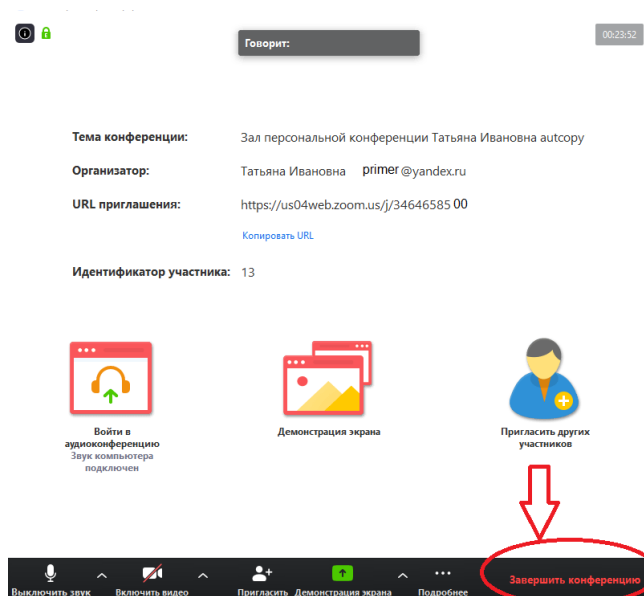 Говорит:
00:23:52
Тема конференции: Зал персональной конференции Татьяна Ивановна autcopy
Организатор: Татьяна Ивановна primer@yandex.ru
URL приглашения: https://us04web.zoom.us/j/3464658500
Копировать URL
Идентификатор участника: 13
Войти в
аудиоконференцию
Звук компьютера
подключен
Демонстрация экрана
Пригласить других
участников
Выключить звук Включить видео Пригласить Демонстрация экрана Подробнее Завершить конференцию